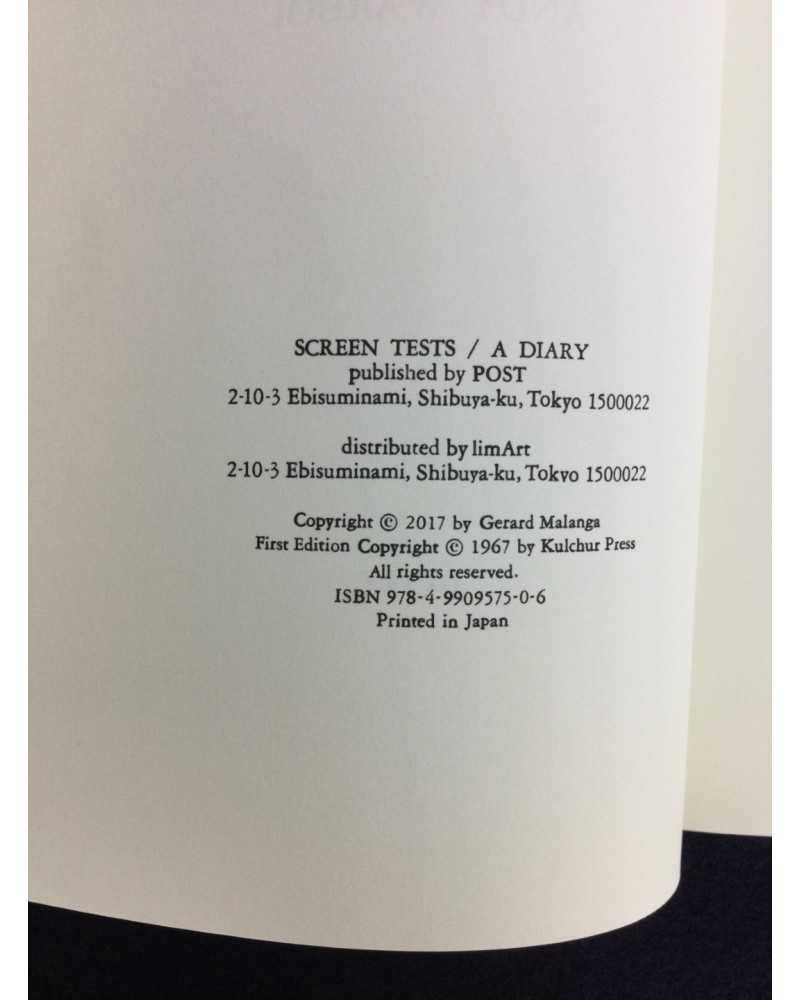 SCREEN TESTS / A DIARY
published by POST
2-10-3 Ebisuminami, Shibuya-ku, Tokyo 1500022
distributed by limArt
2-10-3 Ebisuminami, Shibuya-ku, Tokyo 1500022
Copyright © 2017 by Gerard Malanga
First Edition Copyright © 1967 by Kulchur Press
All rights reserved.
ISBN 978-4-9909575-0-6
Printed in Japan